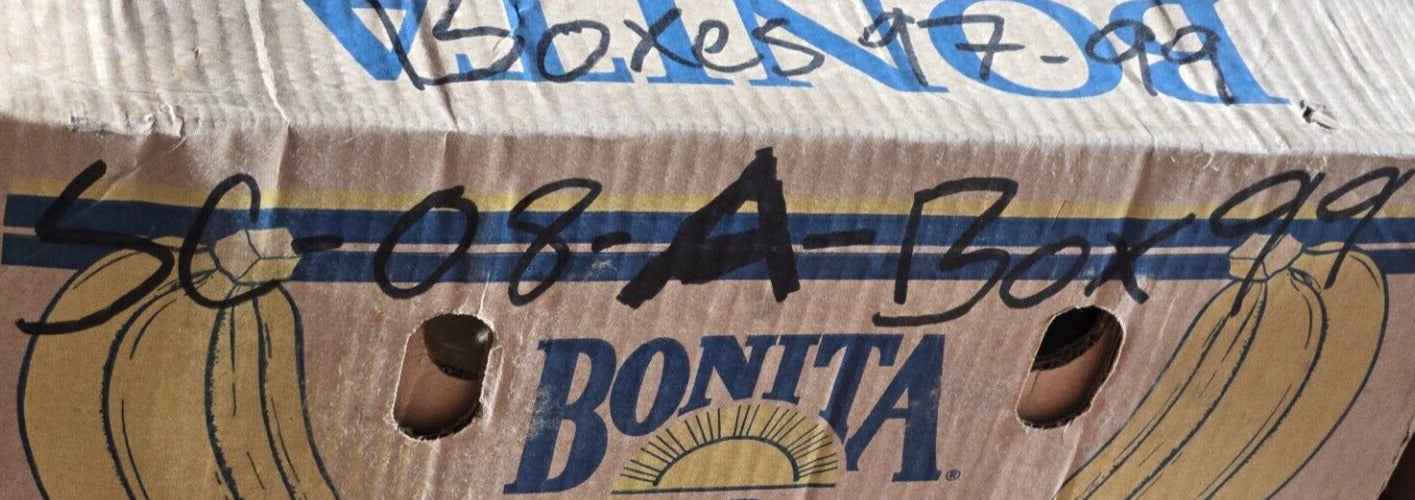 BONITA
Boxes 97-99
SC-08-A-Box 99
BONITA®